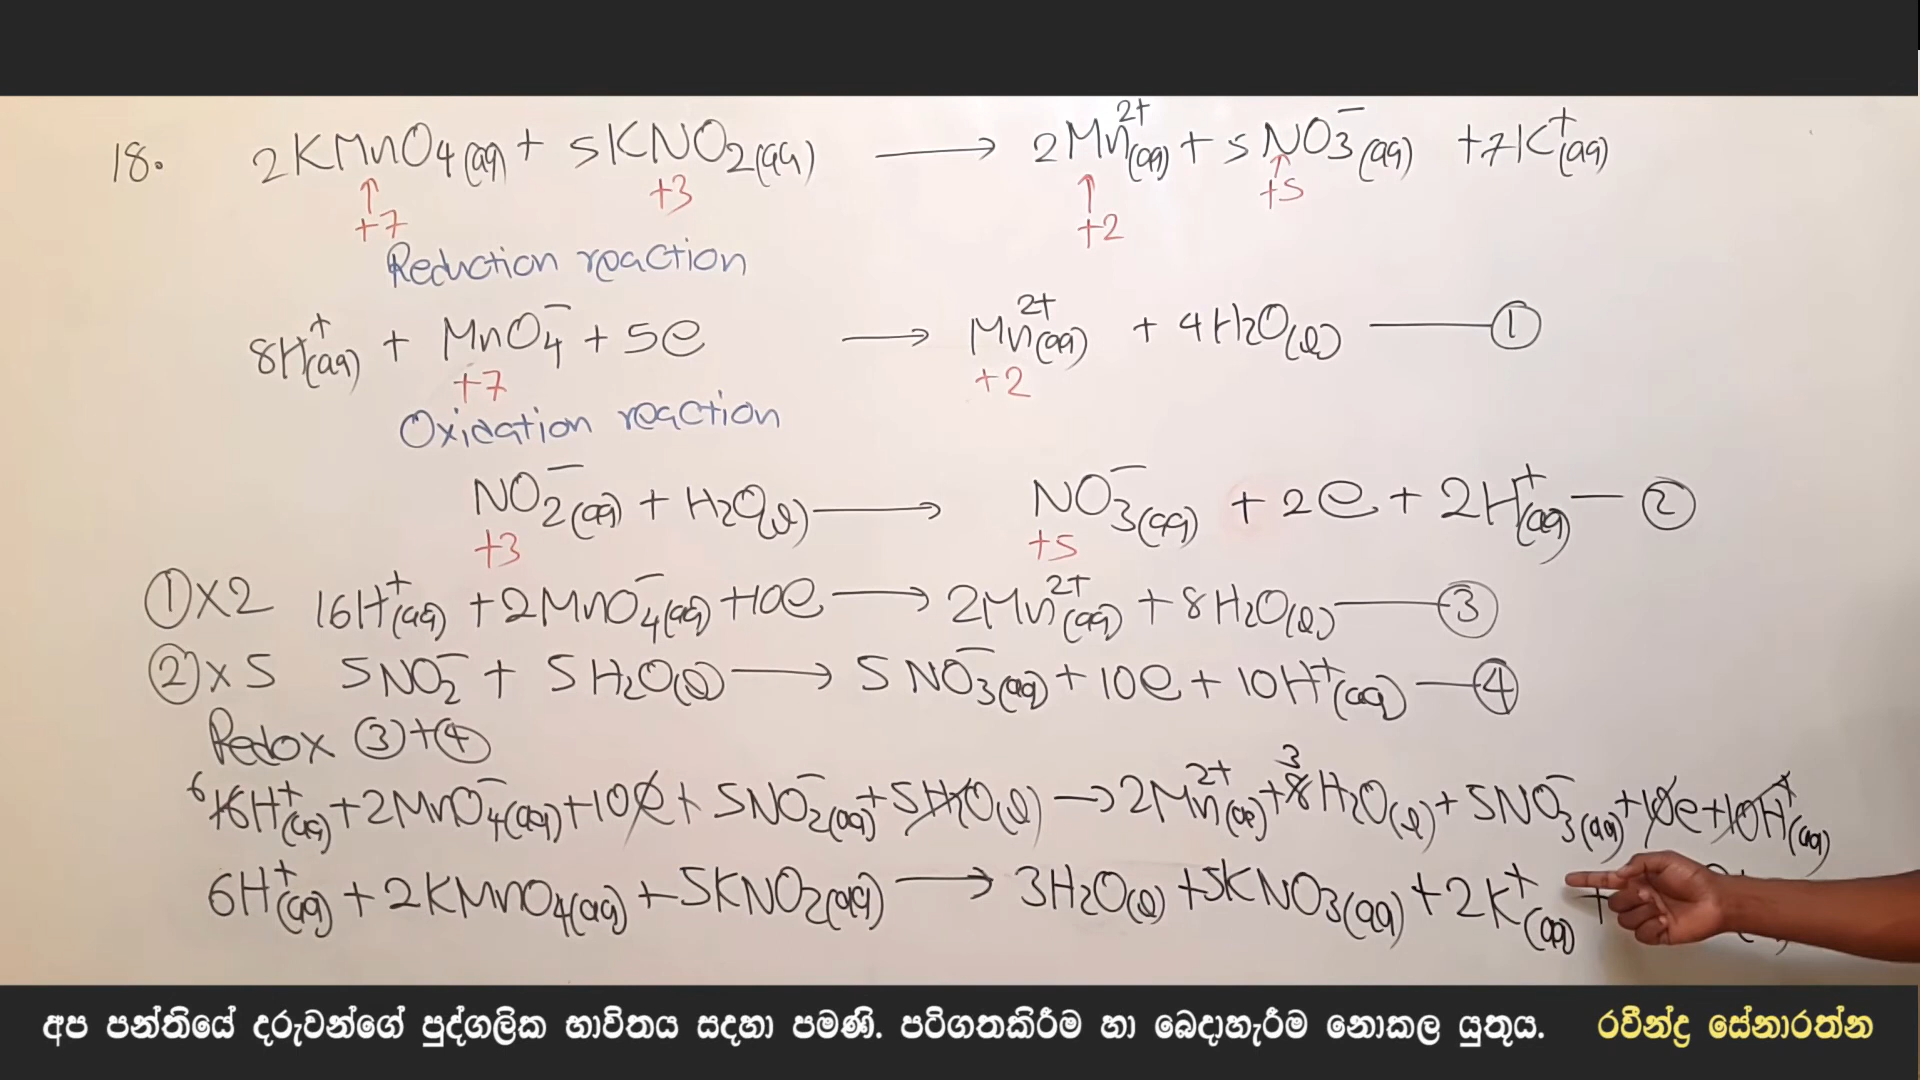 18. 2KMnO₄(aq) + 5KNO₂(aq) ⟶ 2Mn²⁺(aq) + 5NO₃⁻(aq) + 7K⁺(aq)
+7 +3 +2 +5
Reduction reaction
8H⁺(aq) + MnO₄⁻ + 5e ⟶ Mn²⁺(aq) + 4H₂O(l) — ①
+7 +2
Oxidation reaction
NO₂⁻(aq) + H₂O(l) ⟶ NO₃⁻(aq) + 2e + 2H⁺(aq) — ②
+3 +5
①×2 16H⁺(aq) + 2MnO₄⁻(aq) + 10e ⟶ 2Mn²⁺(aq) + 8H₂O(l) — ③
②×5 5NO₂⁻ + 5H₂O(l) ⟶ 5NO₃⁻(aq) + 10e + 10H⁺(aq) — ④
Redox ③+④
6 16H⁺(aq) + 2MnO₄⁻(aq) + 10e + 5NO₂⁻(aq) + 5H₂O(l) ⟶ 2Mn²⁺(aq) + 3 8H₂O(l) + 5NO₃⁻(aq) + 10e + 10H⁺(aq)
6H⁺(aq) + 2KMnO₄(aq) + 5KNO₂(aq) ⟶ 3H₂O(l) + 5KNO₃(aq) + 2K⁺(aq) +
අප පන්තියේ දරුවන්ගේ පුද්ගලික භාවිතය සදහා පමණි. පටිගතකිරීම හා බෙදාහැරීම නොකල යුතුය. රවීන්ද්‍ර සේනාරත්න